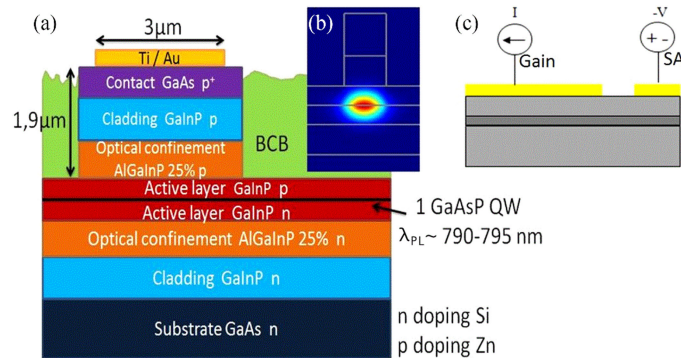 (a)
3µm
Ti / Au
Contact GaAs p⁺
Cladding GaInP p
Optical confinement
AlGaInP 25% p
1,9µm
BCB
Active layer GaInP p
Active layer GaInP n
Optical confinement AlGaInP 25% n
Cladding GaInP n
Substrate GaAs n
1 GaAsP QW
λPL~ 790-795 nm
n doping Si
p doping Zn
(b)
(c)
I
Gain
-V
+ -
SA